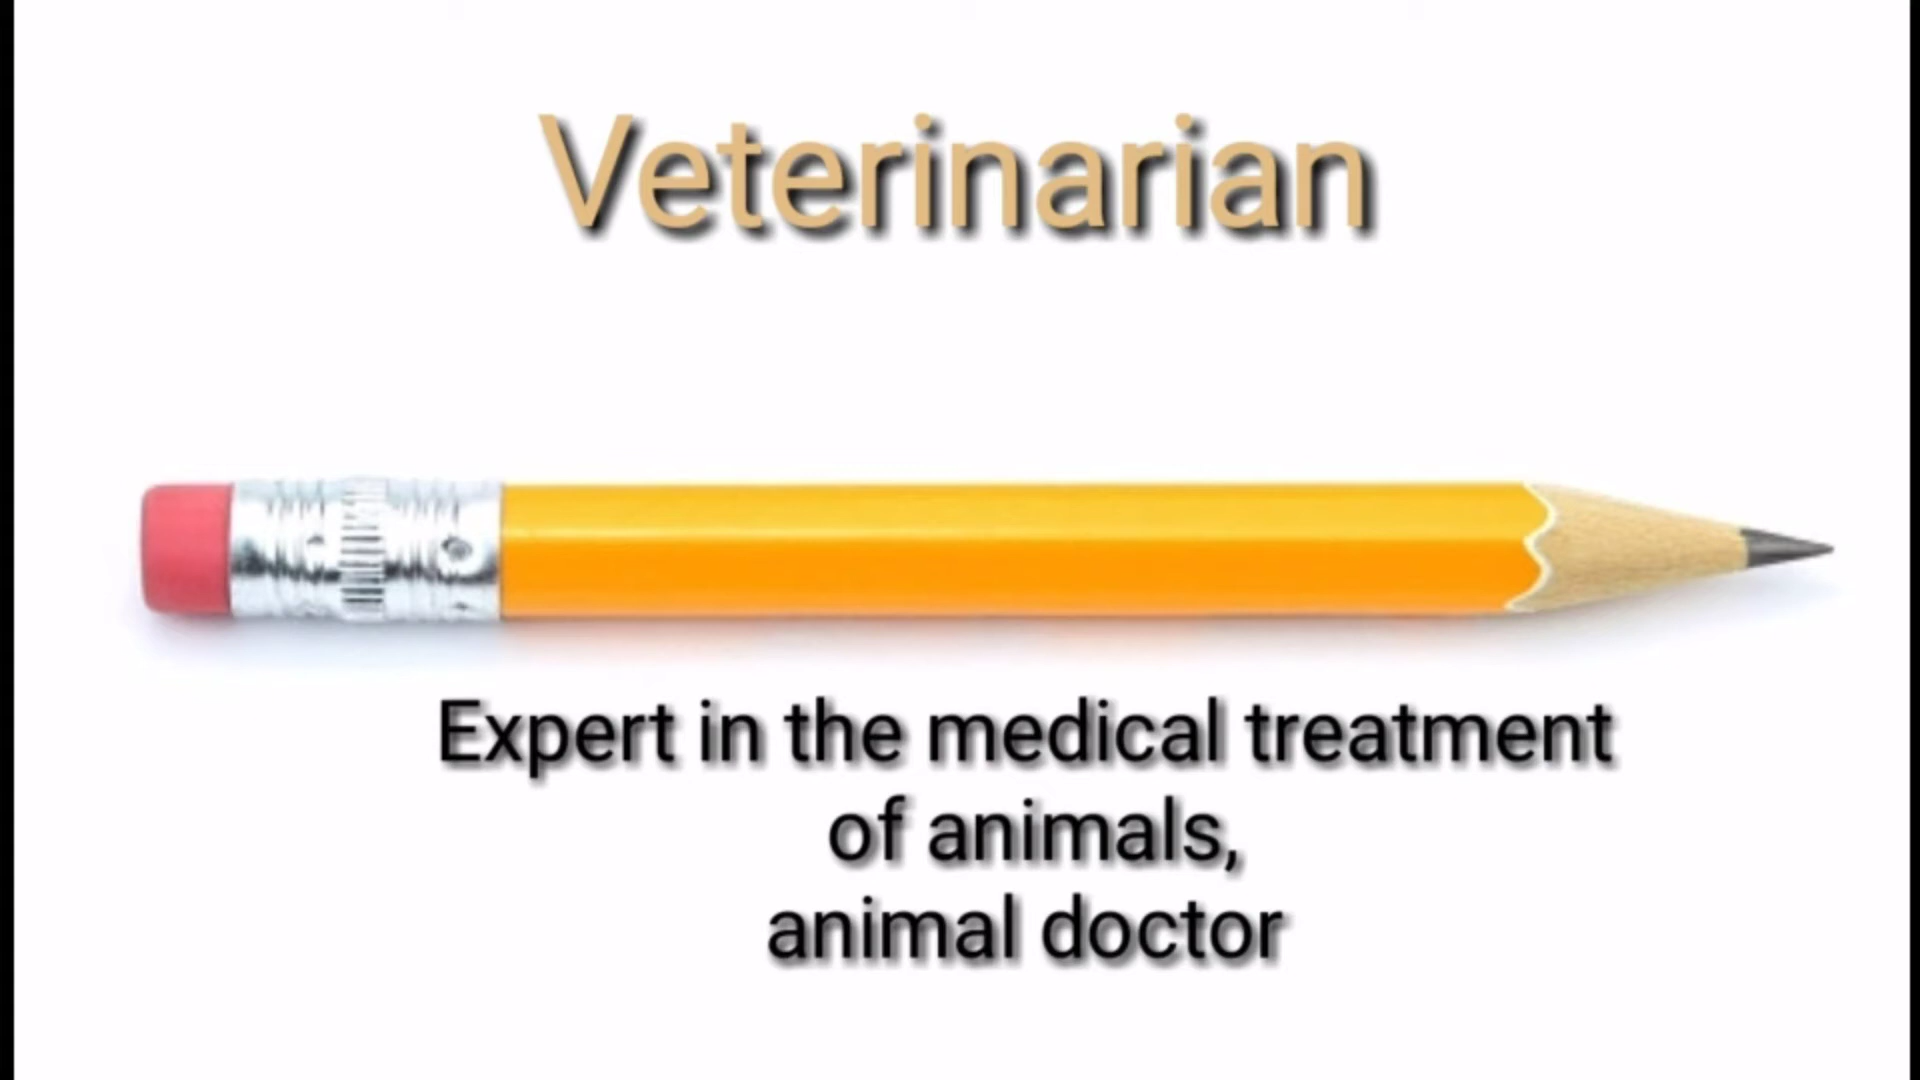 Veterinarian
Expert in the medical treatment
of animals,
animal doctor